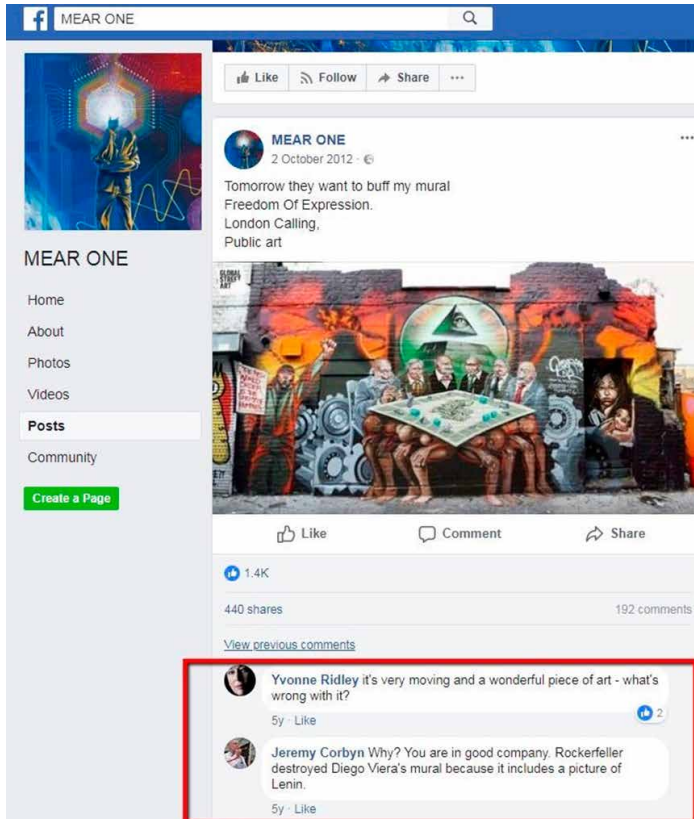 MEAR ONE
Like Follow Share ...
MEAR ONE
2 October 2012 ·
Tomorrow they want to buff my mural
Freedom Of Expression.
London Calling,
Public art
MEAR ONE
Home
About
Photos
Videos
Posts
Community
Create a Page
GLOBAL
STREET
ART
Like Comment Share
1.4K
440 shares 192 comments
View previous comments
Yvonne Ridley it's very moving and a wonderful piece of art - what's
wrong with it?
5y · Like 2
Jeremy Corbyn Why? You are in good company. Rockerfeller
destroyed Diego Viera's mural because it includes a picture of
Lenin.
5y · Like